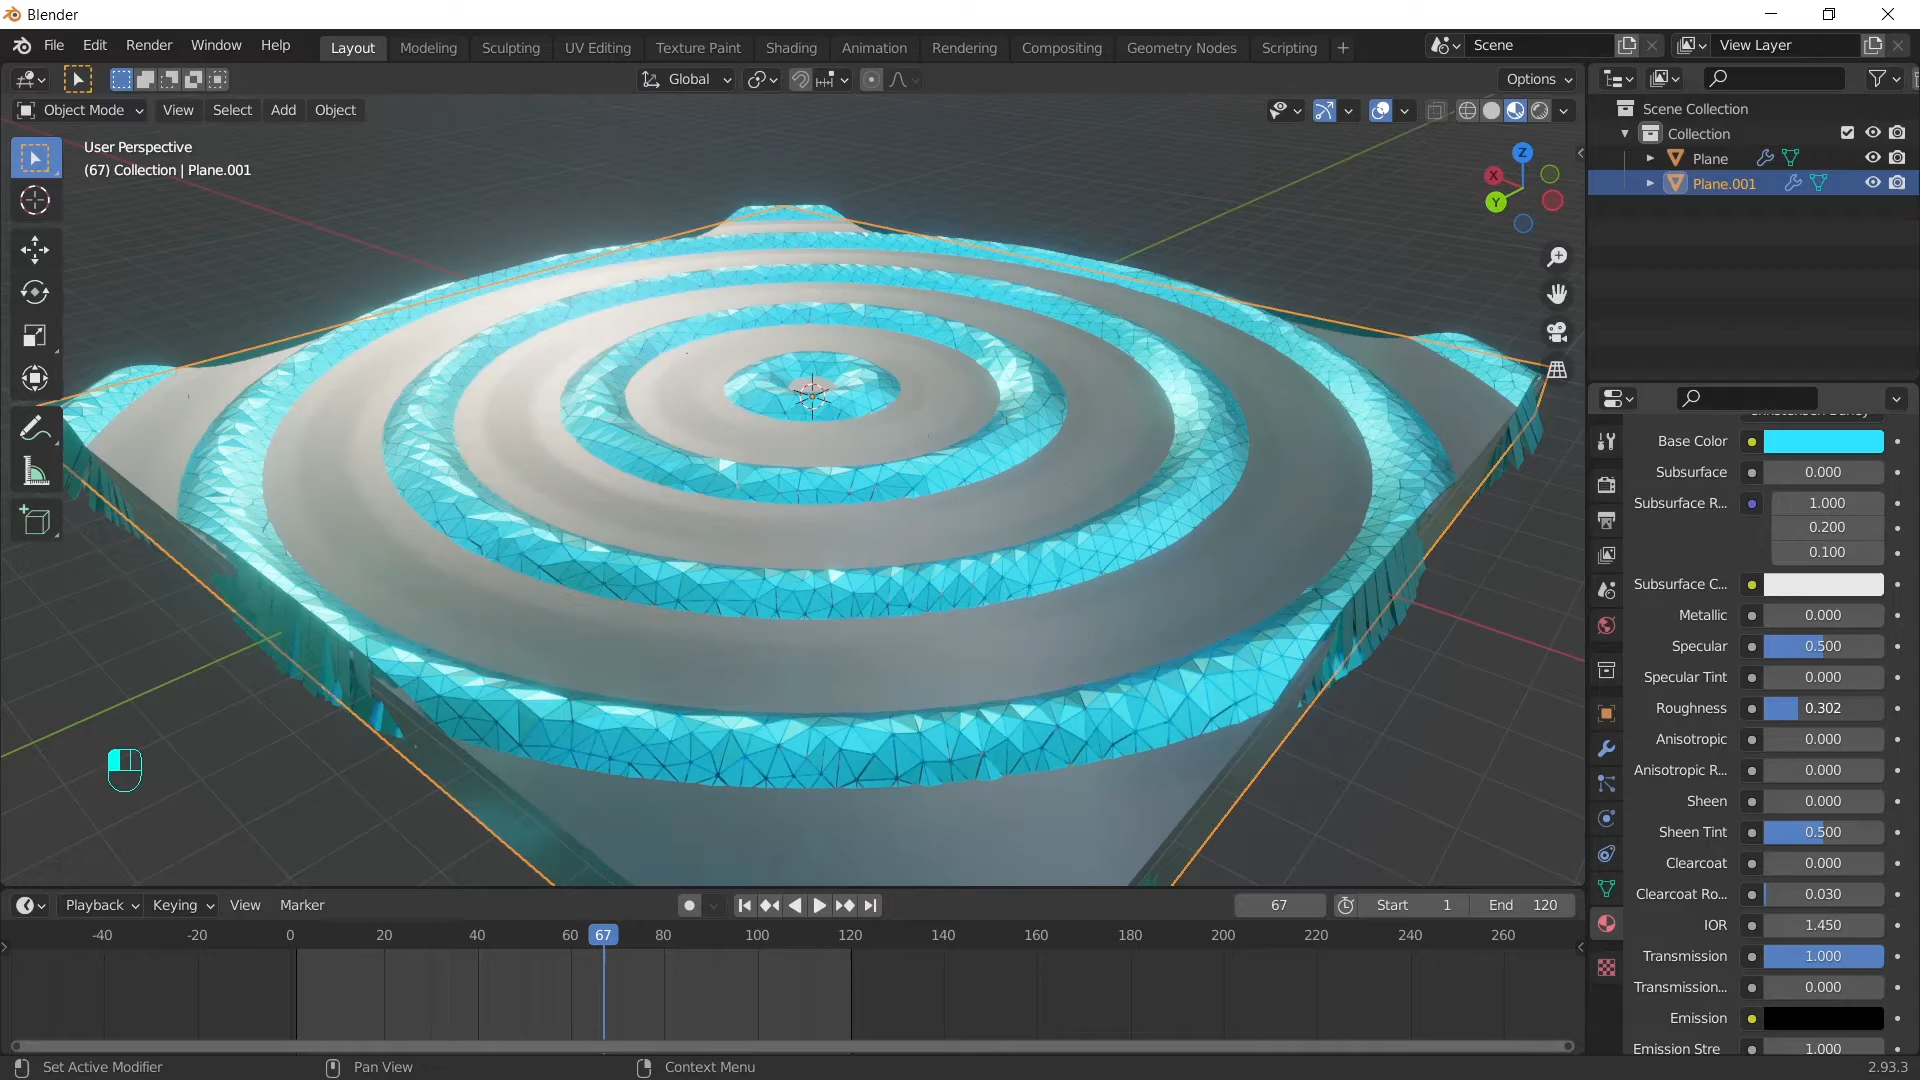 Blender
File Edit Render Window Help Layout Modeling Sculpting UV Editing Texture Paint Shading Animation Rendering Compositing Geometry Nodes Scripting + Scene View Layer
Global Options
Object Mode View Select Add Object
User Perspective
(67) Collection | Plane.001
Z
X
Y
Scene Collection
Collection
Plane
Plane.001
Base Color
Subsurface 0.000
Subsurface R... 1.000
0.200
0.100
Subsurface C...
Metallic 0.000
Specular 0.500
Specular Tint 0.000
Roughness 0.302
Anisotropic 0.000
Anisotropic R... 0.000
Sheen 0.000
Sheen Tint 0.500
Clearcoat 0.000
Clearcoat Ro... 0.030
IOR 1.450
Transmission 1.000
Transmission... 0.000
Emission
Emission Stre 1.000
Playback Keying View Marker 67 Start 1 End 120
-40 -20 0 20 40 60 67 80 100 120 140 160 180 200 220 240 260
Set Active Modifier Pan View Context Menu 2.93.3